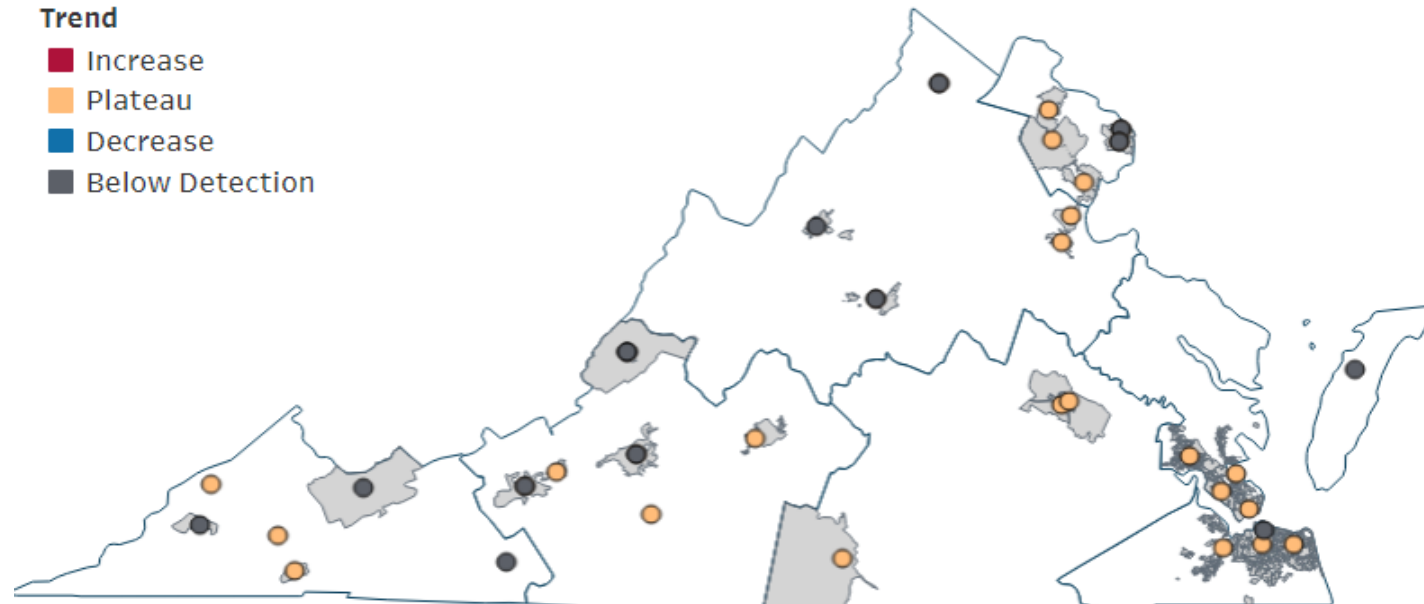 Trend
Increase
Plateau
Decrease
Below Detection